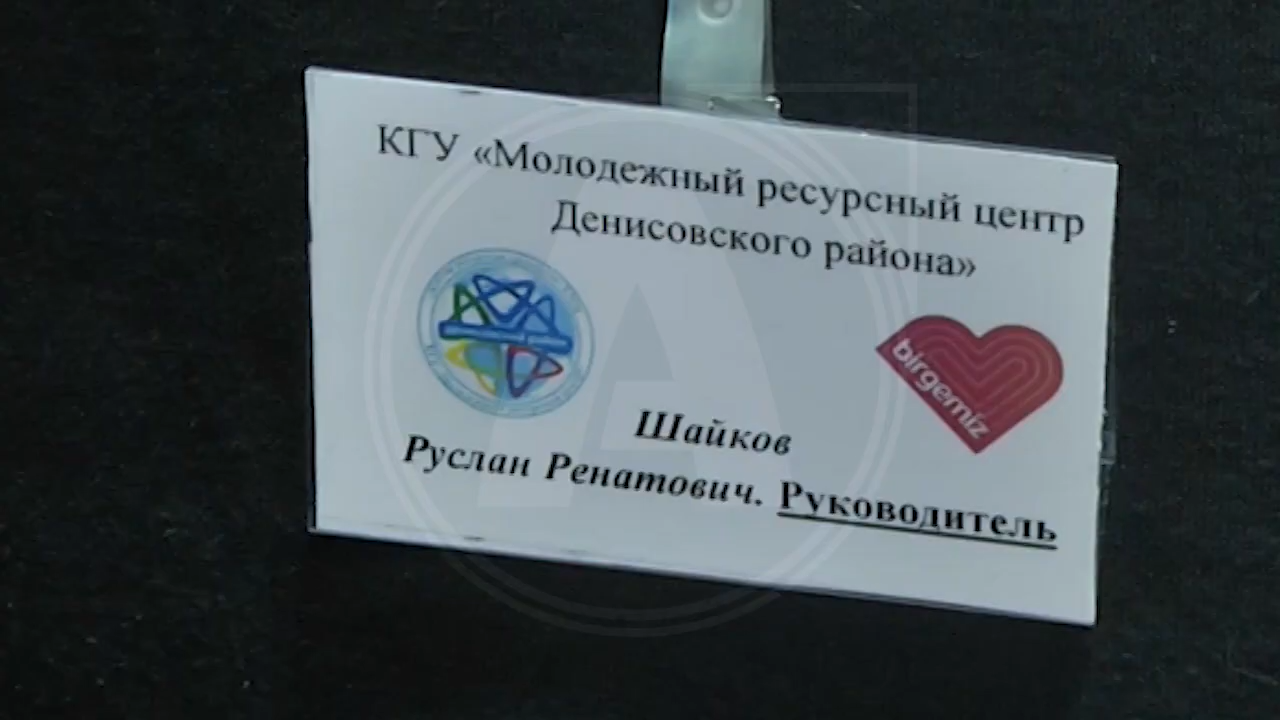 КГУ «Молодежный ресурсный центр
Денисовского района»
birgemiz
Шайков
Руслан Ренатович. Руководитель